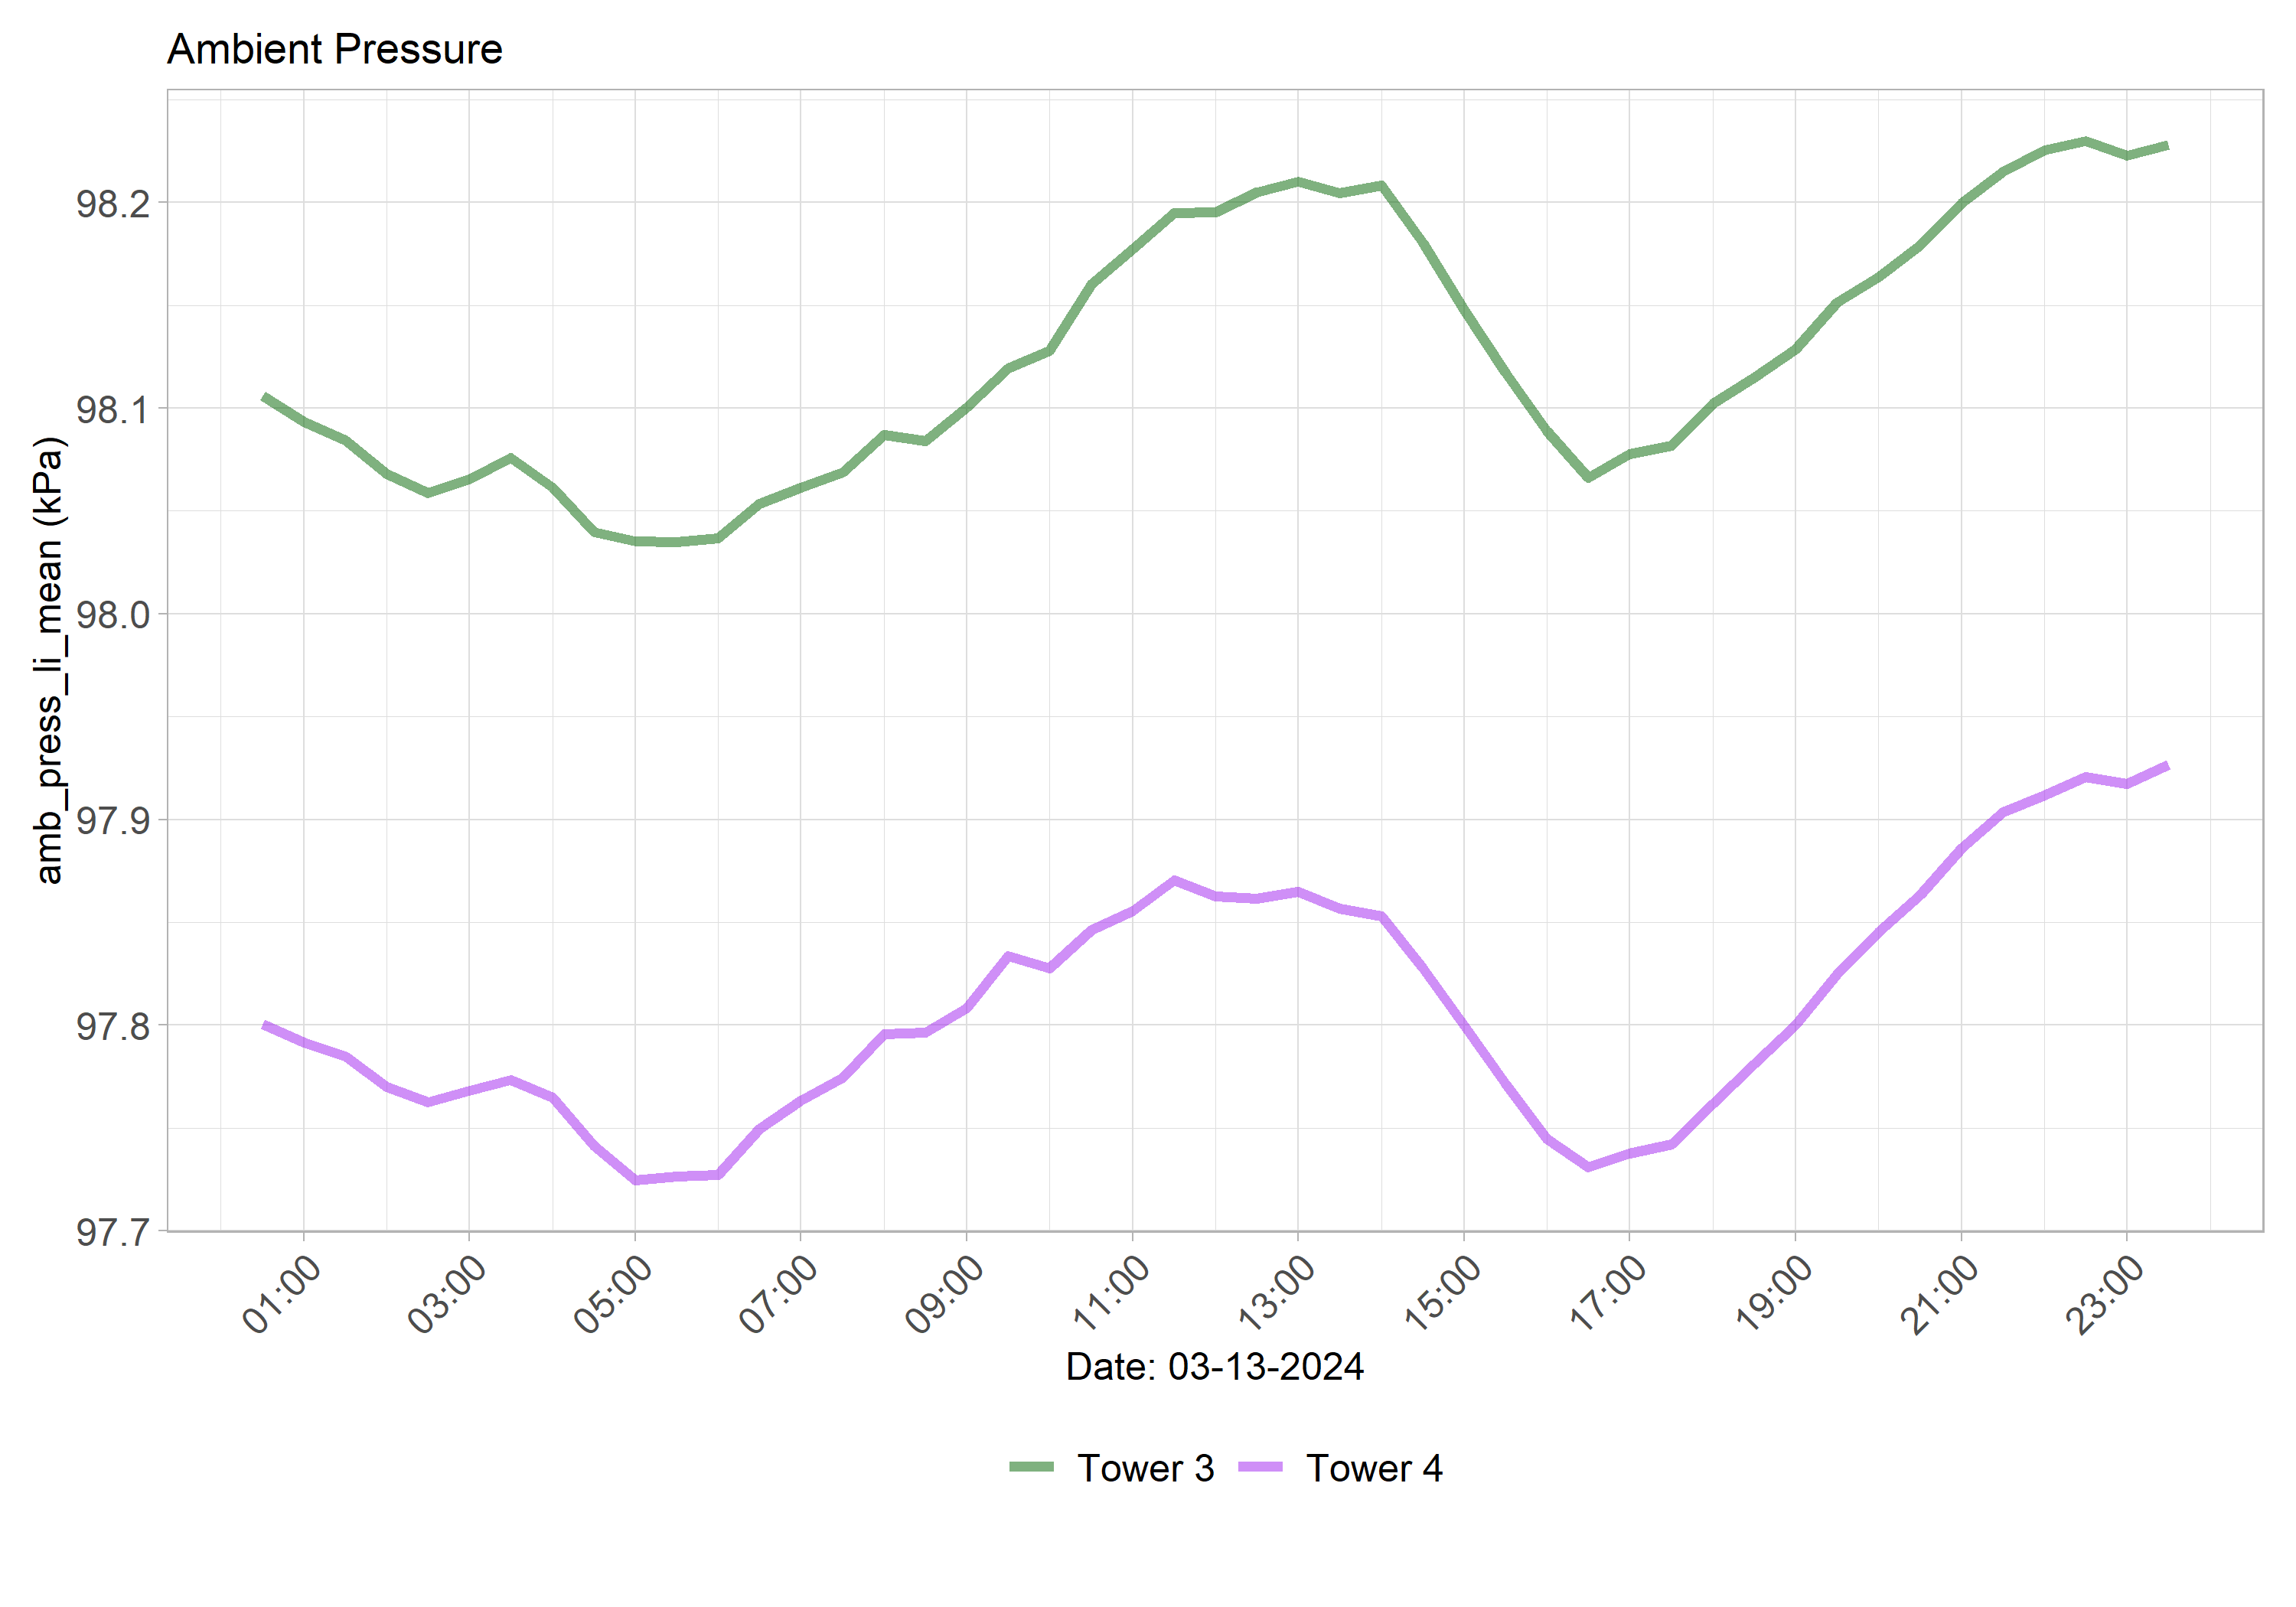 Ambient Pressure
amb_press_li_mean (kPa)
98.2
98.1
98.0
97.9
97.8
97.7
01:00 03:00 05:00 07:00 09:00 11:00 13:00 15:00 17:00 19:00 21:00 23:00
Date: 03-13-2024
Tower 3 Tower 4